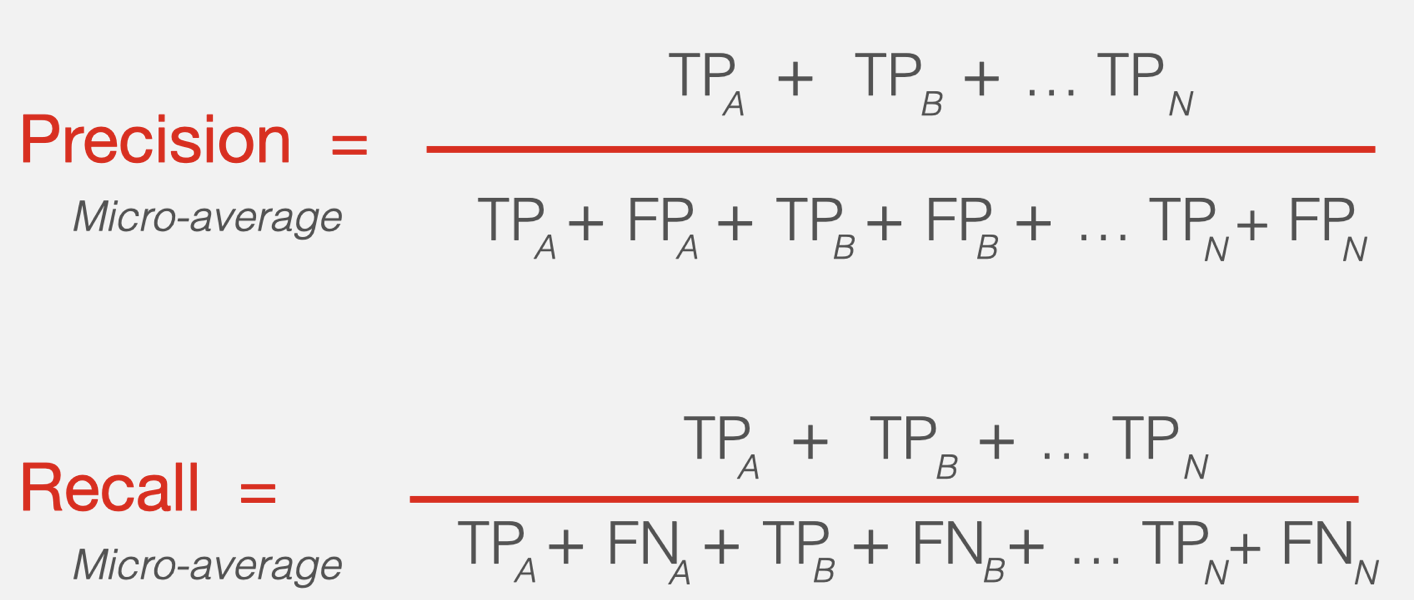 TP_A + TP_B + … TP_N
Precision =
Micro-average
TP_A + FP_A + TP_B + FP_B + … TP_N + FP_N
TP_A + TP_B + … TP_N
Recall =
Micro-average
TP_A + FN_A + TP_B + FN_B + … TP_N + FN_N